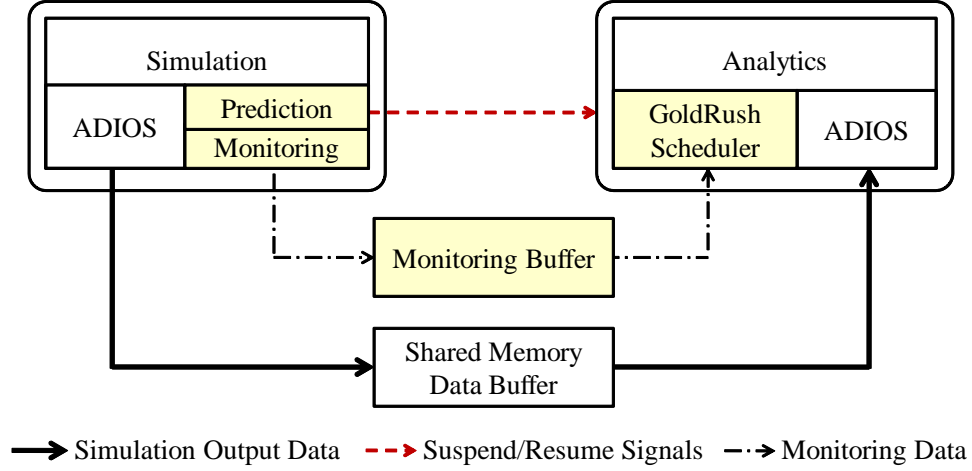 Simulation
ADIOS
Prediction
Monitoring
Analytics
GoldRush
Scheduler
ADIOS
Monitoring Buffer
Shared Memory
Data Buffer
Simulation Output Data
Suspend/Resume Signals
Monitoring Data